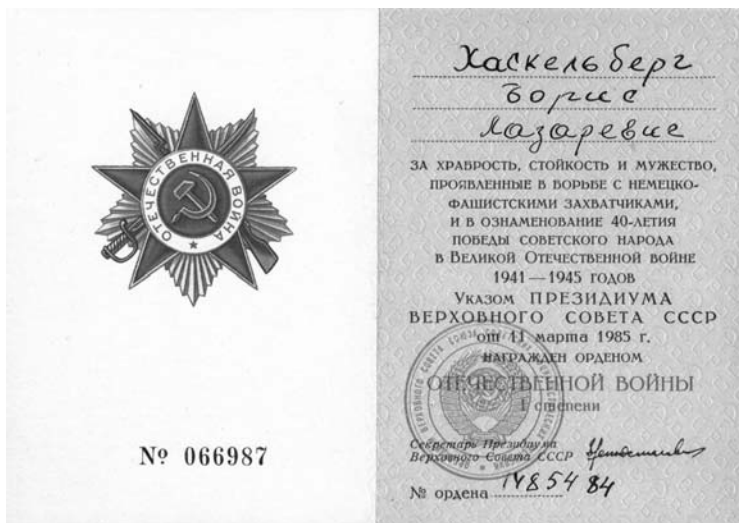 ОТЕЧЕСТВЕННАЯ ВОЙНА
№ 066987
Хаскельберг
Борис
Лазаревич
ЗА ХРАБРОСТЬ, СТОЙКОСТЬ И МУЖЕСТВО,
ПРОЯВЛЕННЫЕ В БОРЬБЕ С НЕМЕЦКО-
ФАШИСТСКИМИ ЗАХВАТЧИКАМИ,
И В ОЗНАМЕНОВАНИЕ 40-ЛЕТИЯ
ПОБЕДЫ СОВЕТСКОГО НАРОДА
В ВЕЛИКОЙ ОТЕЧЕСТВЕННОЙ ВОЙНЕ
1941—1945 ГОДОВ
УКАЗОМ ПРЕЗИДИУМА
ВЕРХОВНОГО СОВЕТА СССР
от 11 марта 1985 г.
НАГРАЖДЕН ОРДЕНОМ
ОТЕЧЕСТВЕННОЙ ВОЙНЫ
I степени
Секретарь Президиума
Верховного Совета СССР
№ ордена 1485484